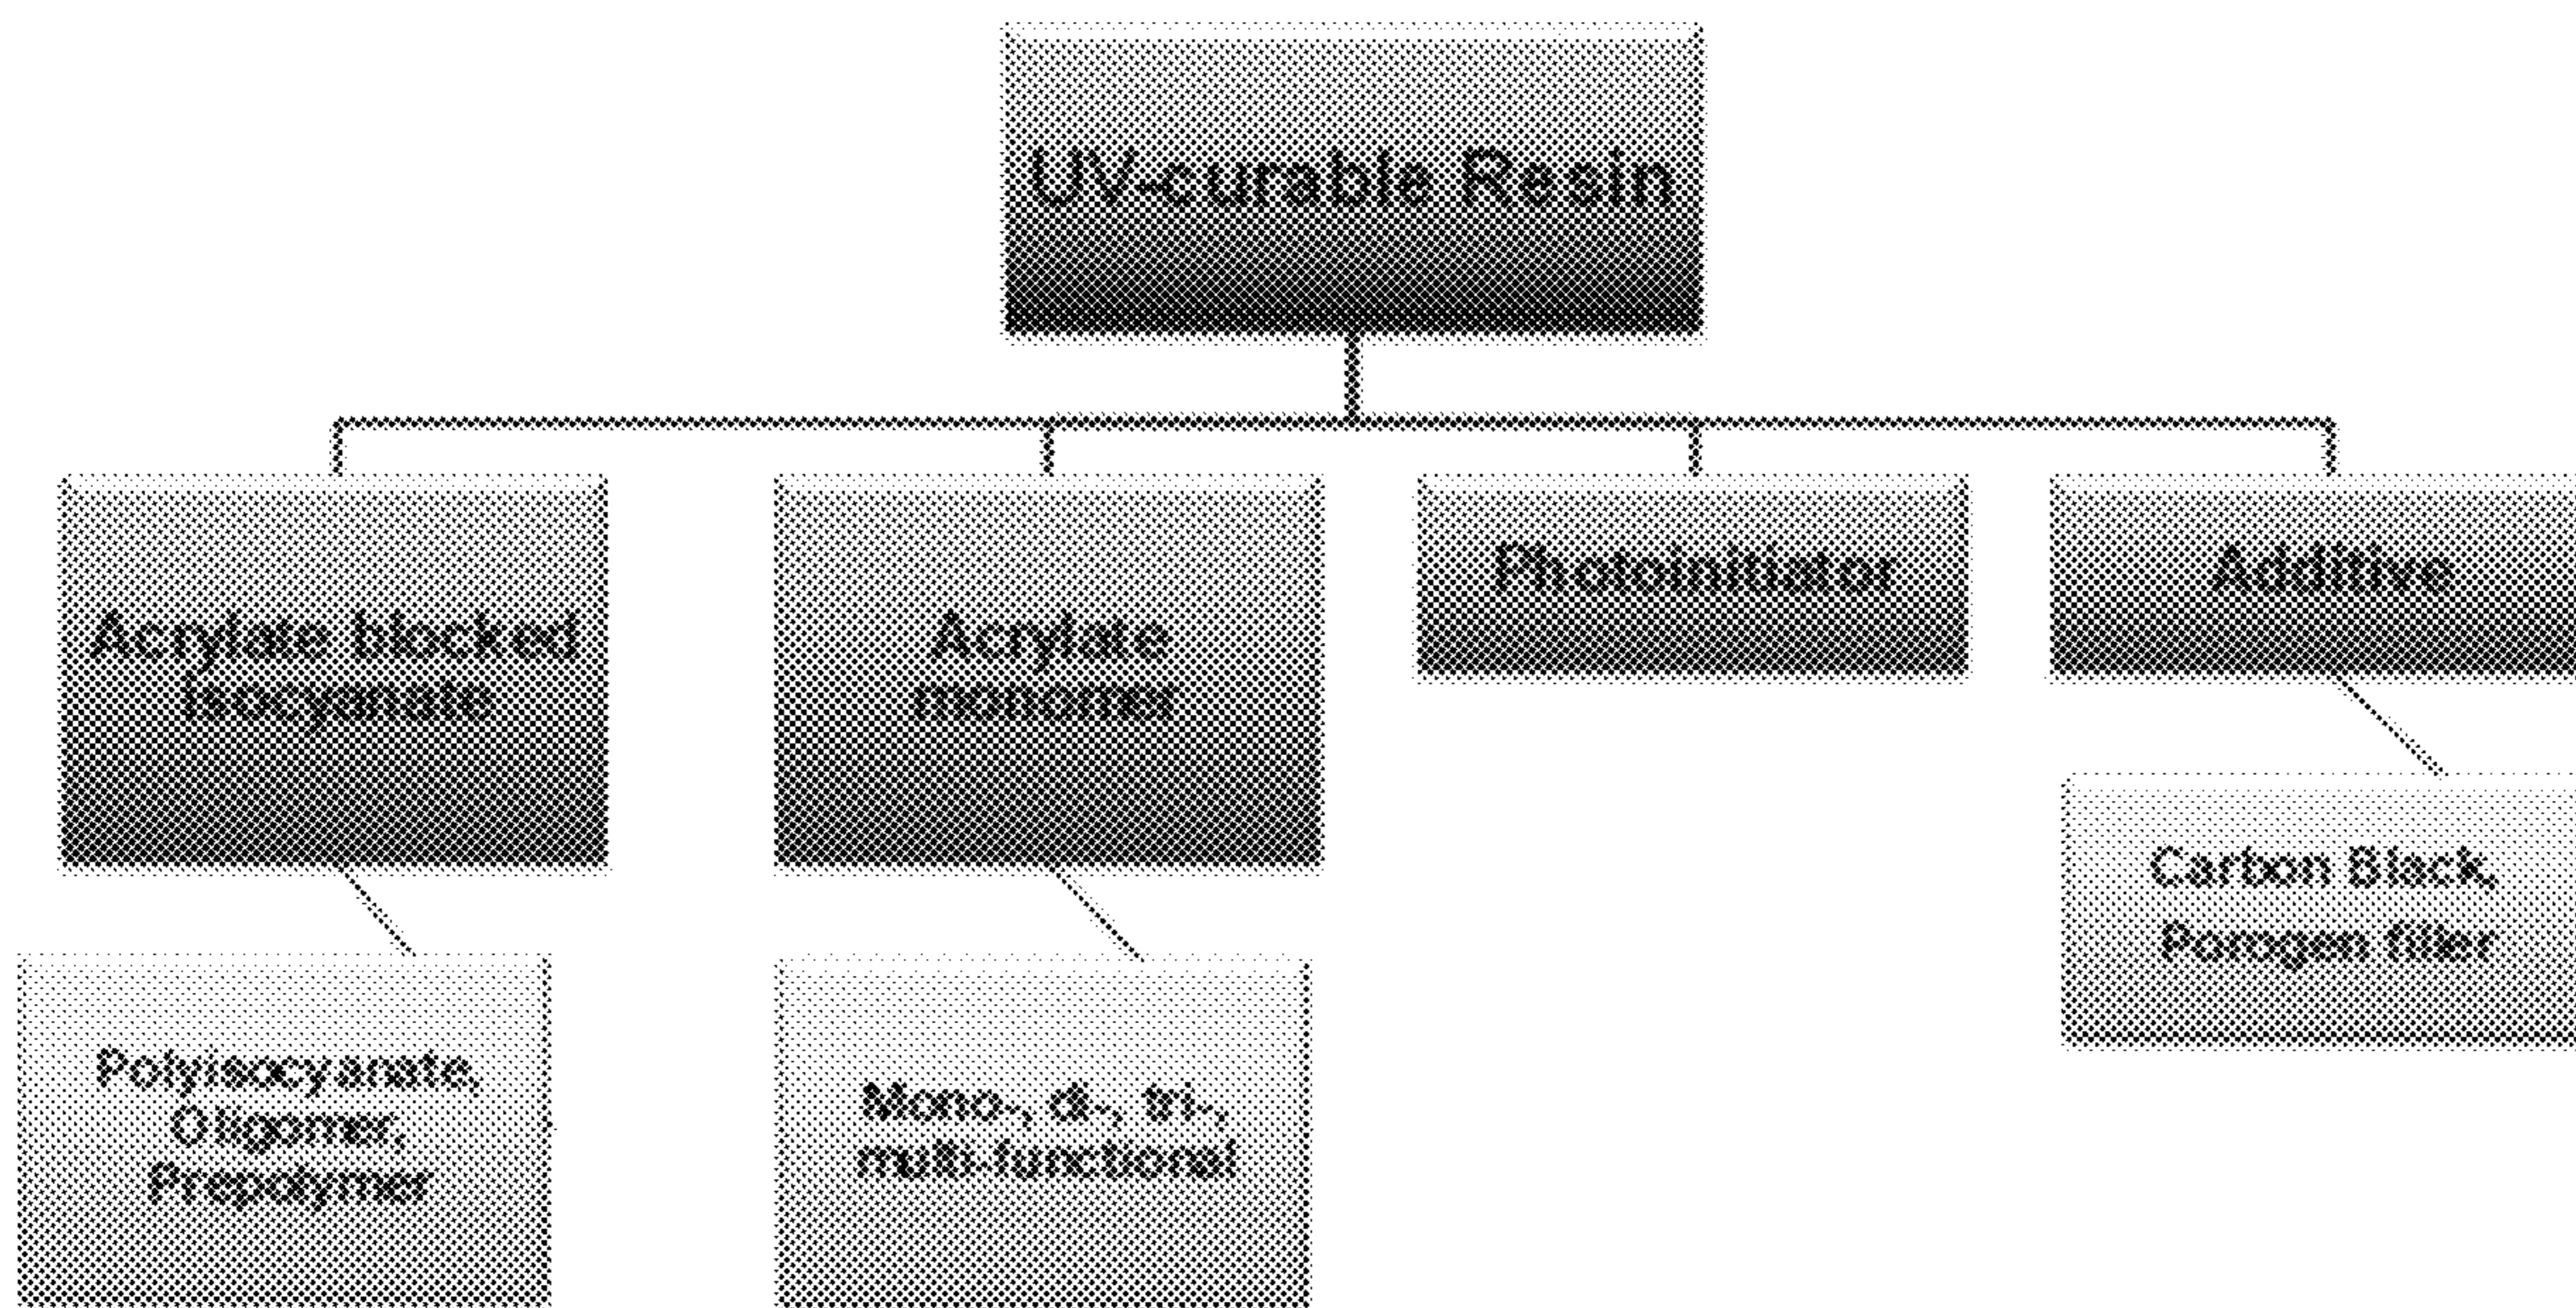 UV-curable Resin
Acrylate blocked
isocyanate
Acrylate
monomer
Photoinitiator
Additive
Carbon Black,
Porrogen filler
Polyisocyanate,
Oligomer,
Prepolymer
Mono-, di-, tri-,
multi-functional